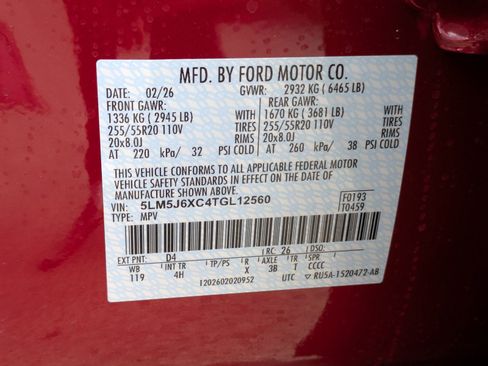 MFD. BY FORD MOTOR CO.
DATE: 02/26 GVWR: 2932 KG ( 6465 LB)
FRONT GAWR: REAR GAWR:
1336 KG ( 2945 LB) WITH 1670 KG ( 3681 LB) WITH
255/55R20 110V TIRES 255/55R20 110V TIRES
20x8.0J RIMS 20x8.0J RIMS
AT 220 kPa/ 32 PSI COLD AT 260 kPa/ 38 PSI COLD
THIS VEHICLE CONFORMS TO ALL APPLICABLE FEDERAL MOTOR
VEHICLE SAFETY STANDARDS IN EFFECT ON THE DATE OF
MANUFACTURE SHOWN ABOVE.
VIN: 5LM5J6XC4TGL12560 F0193
TYPE: MPV T0459
EXT PNT: D4 RC: 26 DSO:
WB INT TR TP/PS R AXLE TR SPR
119 4H X 3B T CCCC
1202602020952 UTC ▽ RU5A-1520472-AB